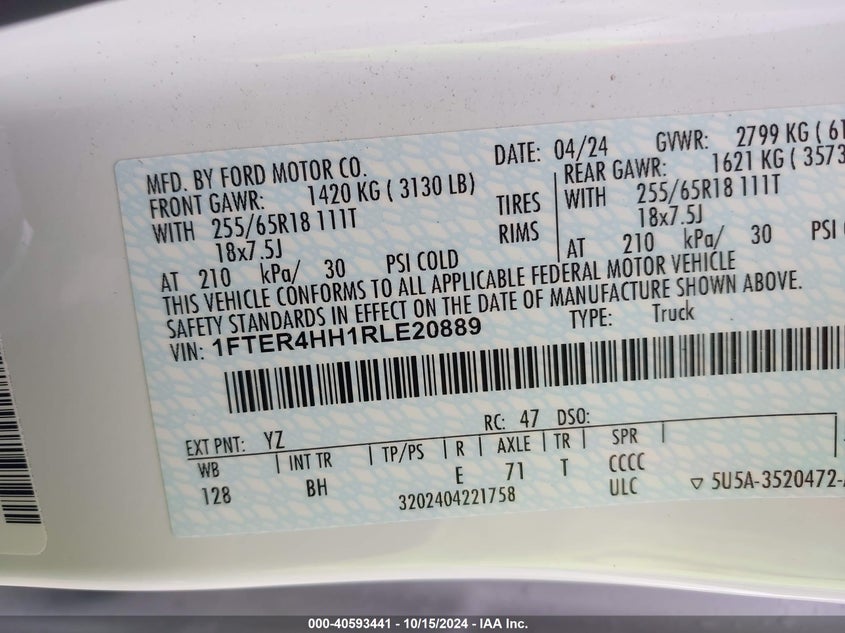 MFD. BY FORD MOTOR CO. DATE: 04/24 GVWR: 2799 KG ( 61
FRONT GAWR: 1420 KG ( 3130 LB) REAR GAWR: 1621 KG ( 3573
WITH 255/65R18 111T TIRES WITH 255/65R18 111T
18x7.5J RIMS 18x7.5J
AT 210 kPa/ 30 PSI COLD AT 210 kPa/ 30 PSI
THIS VEHICLE CONFORMS TO ALL APPLICABLE FEDERAL MOTOR VEHICLE
SAFETY STANDARDS IN EFFECT ON THE DATE OF MANUFACTURE SHOWN ABOVE.
VIN: 1FTER4HH1RLE20889 TYPE: Truck
EXT PNT: YZ RC: 47 DSO:
WB INT TR TP/PS R AXLE TR SPR
128 BH E 71 T CCCC
3202404221758 ULC ▽ 5U5A-3520472-
000-40593441 - 10/15/2024 - IAA Inc.